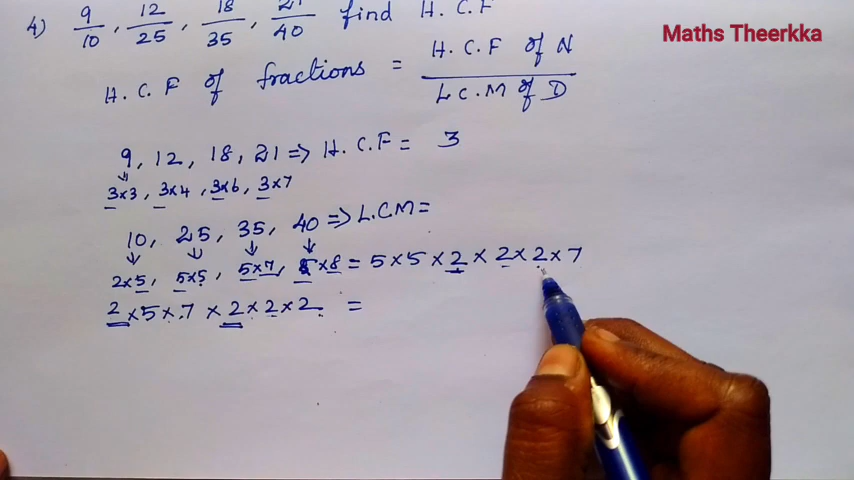 4) 9/10, 12/25, 18/35, 21/40 find H.C.F
Maths Theerkka
H.C.F of fractions = H.C.F of N / L.C.M of D
9, 12, 18, 21 => H.C.F = 3
3×3, 3×4, 3×6, 3×7
10, 25, 35, 40 => L.C.M =
2×5, 5×5, 5×7, 5×8 = 5×5×2×2×2×7
2×5×7×2×2×2 =